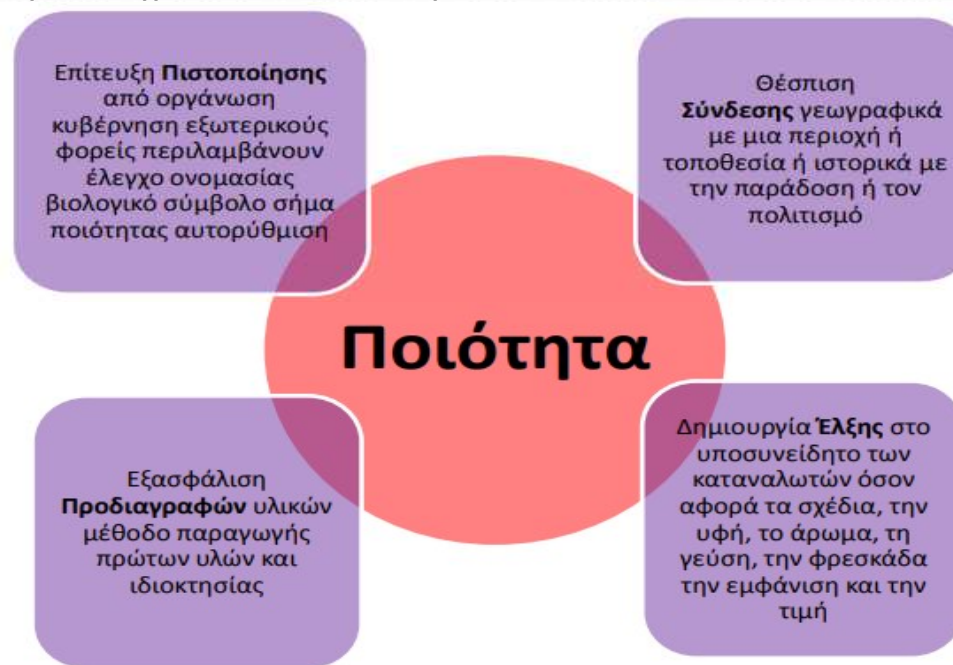 Επίτευξη Πιστοποίησης
από οργάνωση
κυβέρνηση εξωτερικούς
φορείς περιλαμβάνουν
έλεγχο ονομασίας
βιολογικό σύμβολο σήμα
ποιότητας αυτορύθμιση
Θέσπιση
Σύνδεσης γεωγραφικά
με μια περιοχή ή
τοποθεσία ή ιστορικά με
την παράδοση ή τον
πολιτισμό
Ποιότητα
Εξασφάλιση
Προδιαγραφών υλικών
μέθοδο παραγωγής
πρώτων υλών και
ιδιοκτησίας
Δημιουργία Έλξης στο
υποσυνείδητο των
καταναλωτών όσον
αφορά τα σχέδια, την
υφή, το άρωμα, τη
γεύση, την φρεσκάδα
την εμφάνιση και την
τιμή